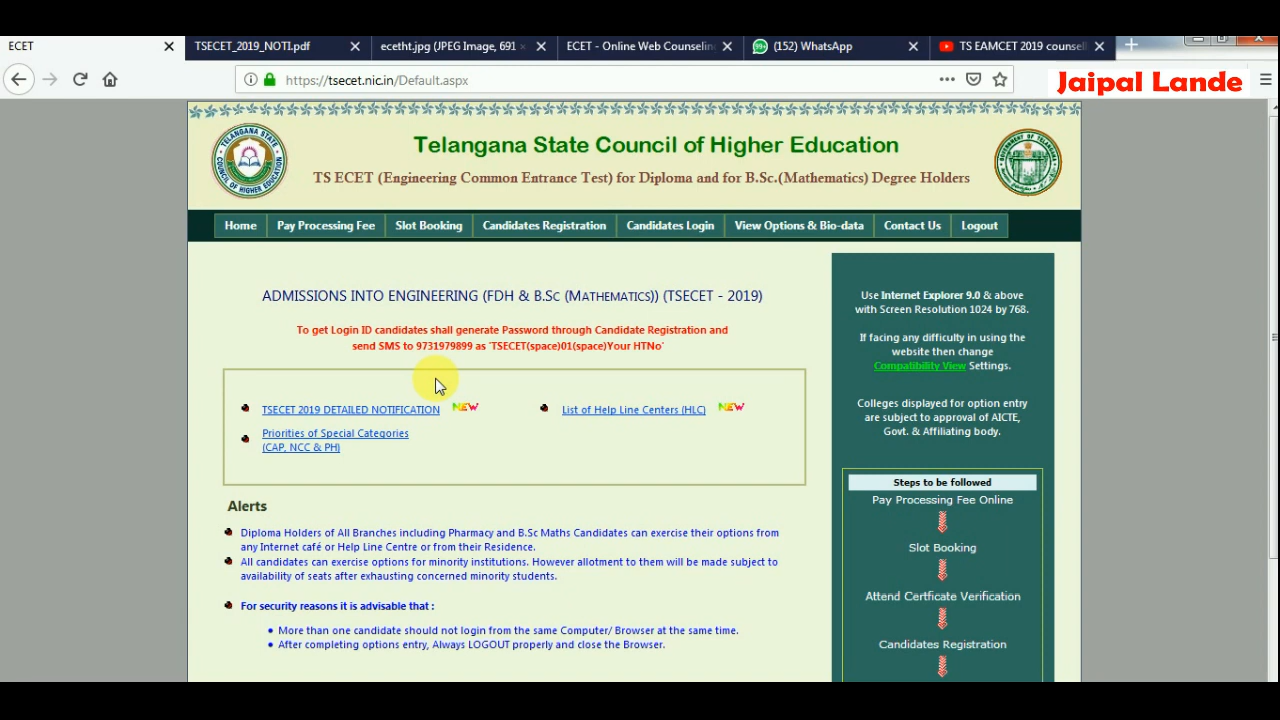 ECET
TSECET_2019_NOTI.pdf
ecetht.jpg (JPEG Image, 691
ECET - Online Web Counselin
99+ (152) WhatsApp
TS EAMCET 2019 counsell
https://tsecet.nic.in/Default.aspx
Jaipal Lande
Telangana State Council of Higher Education
TS ECET (Engineering Common Entrance Test) for Diploma and for B.Sc.(Mathematics) Degree Holders
Home Pay Processing Fee Slot Booking Candidates Registration Candidates Login View Options & Bio-data Contact Us Logout
ADMISSIONS INTO ENGINEERING (FDH & B.SC (MATHEMATICS)) (TSECET - 2019)
To get Login ID candidates shall generate Password through Candidate Registration and
send SMS to 9731979899 as 'TSECET(space)01(space)Your HTNo'
TSECET 2019 DETAILED NOTIFICATION NEW
List of Help Line Centers (HLC) NEW
Priorities of Special Categories
(CAP, NCC & PH)
Alerts
Diploma Holders of All Branches including Pharmacy and B.Sc Maths Candidates can exercise their options from
any Internet café or Help Line Centre or from their Residence.
All candidates can exercise options for minority institutions. However allotment to them will be made subject to
availability of seats after exhausting concerned minority students.
For security reasons it is advisable that :
More than one candidate should not login from the same Computer/ Browser at the same time.
After completing options entry, Always LOGOUT properly and close the Browser.
Use Internet Explorer 9.0 & above
with Screen Resolution 1024 by 768.
If facing any difficulty in using the
website then change
Compatibility View Settings.
Colleges displayed for option entry
are subject to approval of AICTE,
Govt. & Affiliating body.
Steps to be followed
Pay Processing Fee Online
Slot Booking
Attend Certficate Verification
Candidates Registration